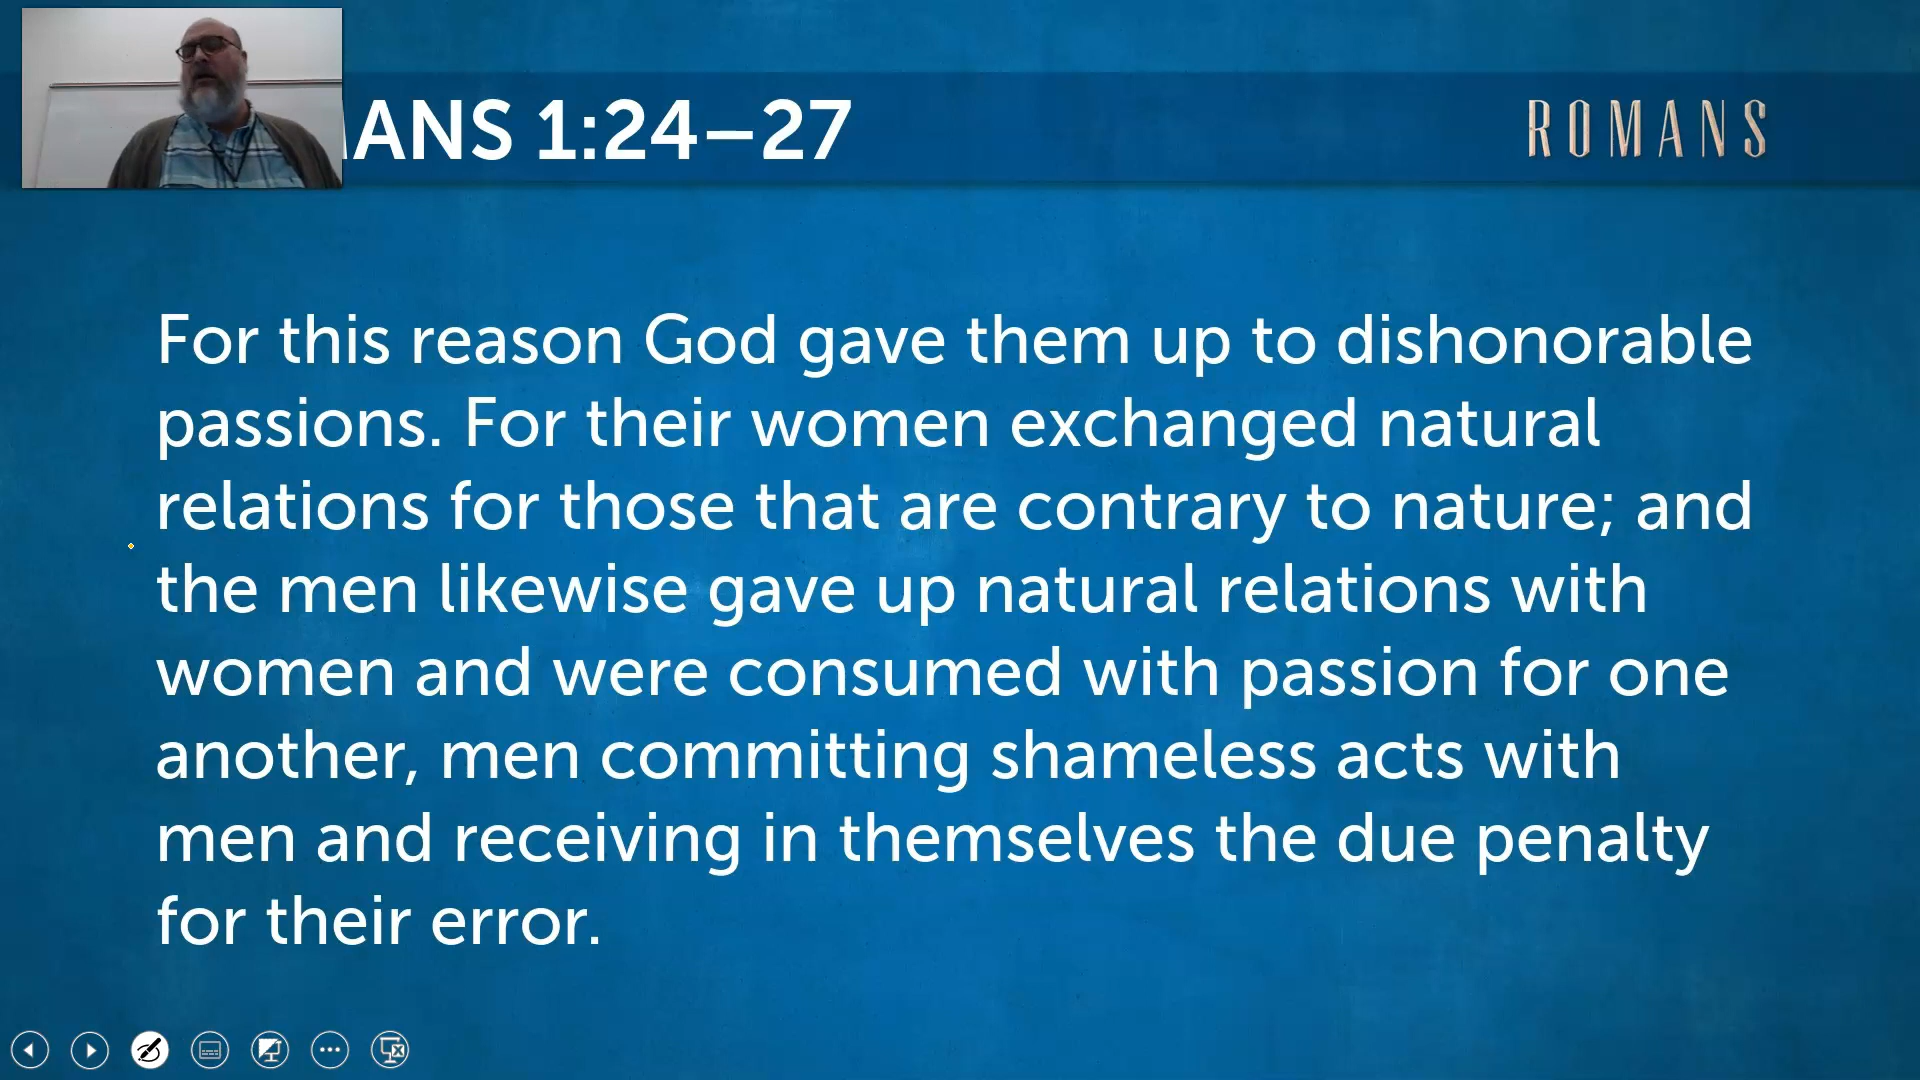 MANS 1:24–27
ROMANS
For this reason God gave them up to dishonorable
passions. For their women exchanged natural
relations for those that are contrary to nature; and
the men likewise gave up natural relations with
women and were consumed with passion for one
another, men committing shameless acts with
men and receiving in themselves the due penalty
for their error.